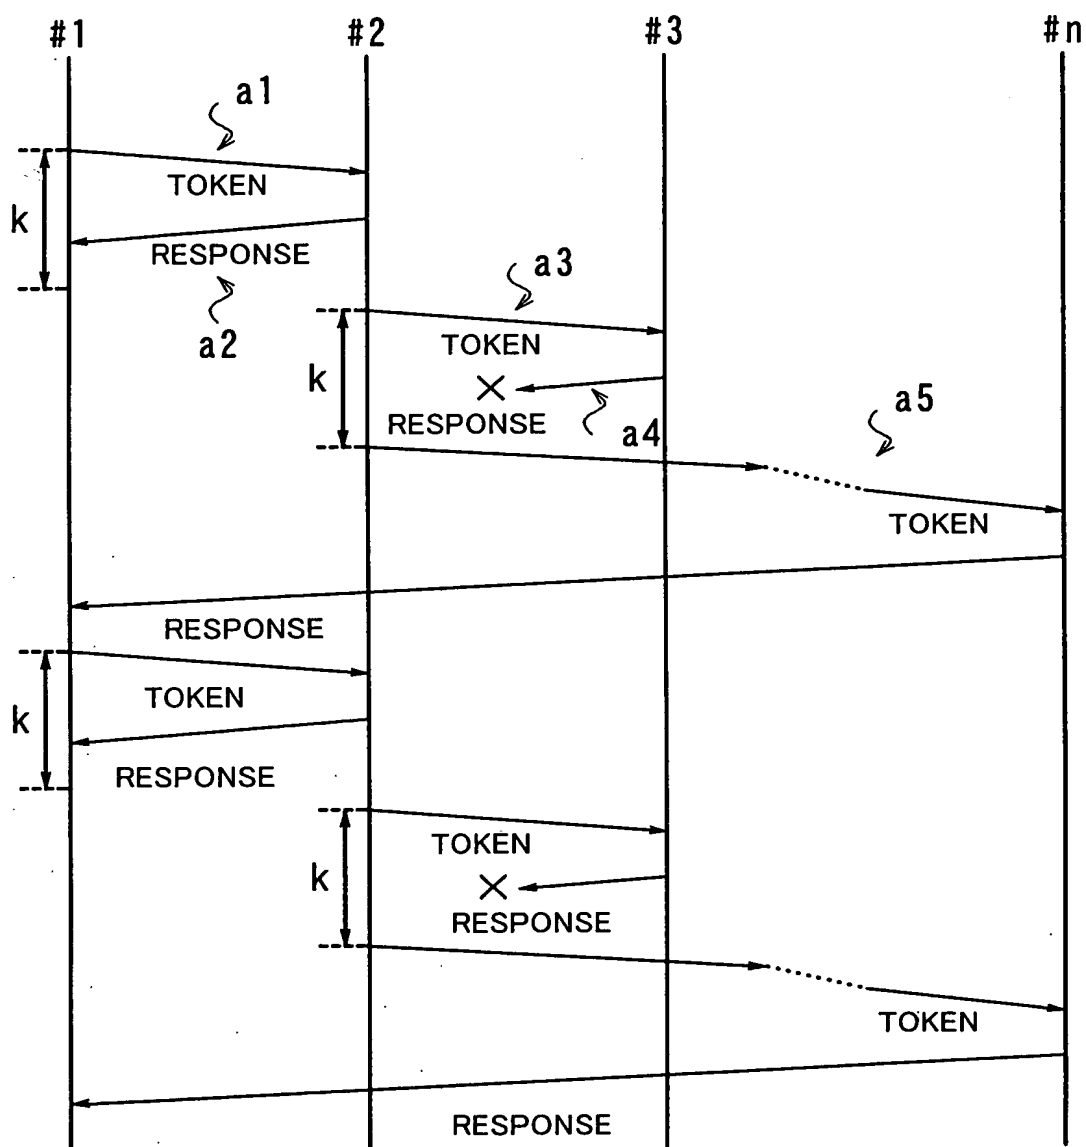 #1 #2 #3 #n
a1
TOKEN
k
RESPONSE
a3
a2
TOKEN
k
a5
RESPONSE
a4
TOKEN
RESPONSE
TOKEN
k
RESPONSE
TOKEN
k
RESPONSE
TOKEN
RESPONSE